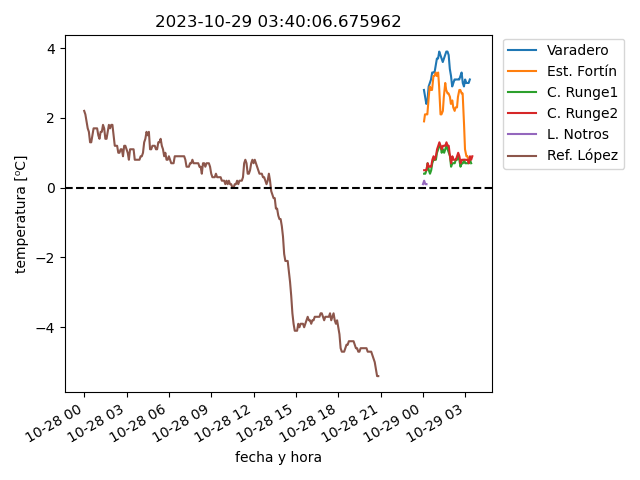 2023-10-29 03:40:06.675962
4
2
0
−2
−4
temperatura [ºC]
10-28 00
10-28 03
10-28 06
10-28 09
10-28 12
10-28 15
10-28 18
10-28 21
10-29 00
10-29 03
fecha y hora
Varadero
Est. Fortín
C. Runge1
C. Runge2
L. Notros
Ref. López